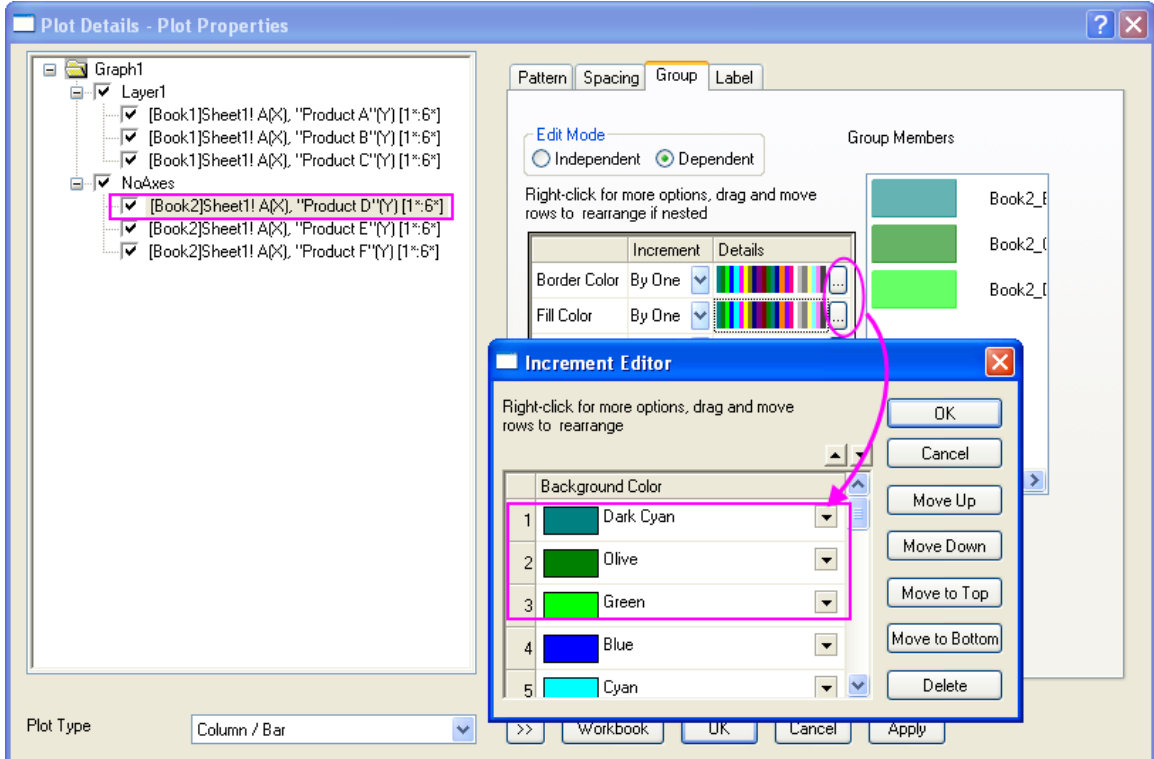 Plot Details - Plot Properties
Graph1
Layer1
[Book1]Sheet1! A(X), "Product A"(Y) [1*:6*]
[Book1]Sheet1! A(X), "Product B"(Y) [1*:6*]
[Book1]Sheet1! A(X), "Product C"(Y) [1*:6*]
NoAxes
[Book2]Sheet1! A(X), "Product D"(Y) [1*:6*]
[Book2]Sheet1! A(X), "Product E"(Y) [1*:6*]
[Book2]Sheet1! A(X), "Product F"(Y) [1*:6*]
Pattern Spacing Group Label
Edit Mode
Independent Dependent
Group Members
Right-click for more options, drag and move
rows to rearrange if nested
Increment Details
Border Color By One ...
Fill Color By One ...
Book2_
Book2_
Book2_
Increment Editor
Right-click for more options, drag and move
rows to rearrange
Background Color
1 Dark Cyan
2 Olive
3 Green
4 Blue
5 Cyan
OK
Cancel
Move Up
Move Down
Move to Top
Move to Bottom
Delete
Plot Type Column / Bar
>> Workbook OK Cancel Apply